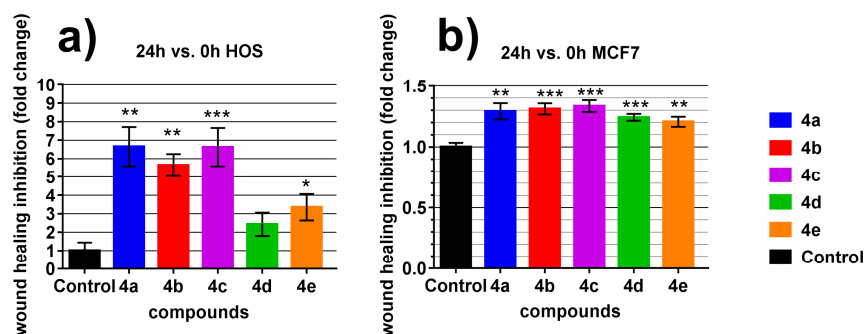 a)
24h vs. 0h HOS
wound healing inhibition (fold change)
10
9
8
7
6
5
4
3
2
1
0
**
**
***
*
Control 4a 4b 4c 4d 4e
compounds
b)
24h vs. 0h MCF7
wound healing inhibition (fold change)
1.5
1.0
0.5
0.0
**
***
***
***
**
Control 4a 4b 4c 4d 4e
compounds
4a
4b
4c
4d
4e
Control